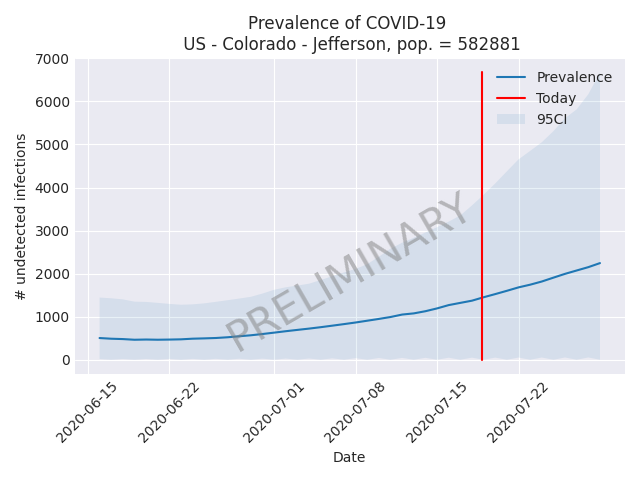 Prevalence of COVID-19
US - Colorado - Jefferson, pop. = 582881
7000
6000
5000
4000
3000
2000
1000
0
# undetected infections
Prevalence
Today
95CI
PRELIMINARY
2020-06-15
2020-06-22
2020-07-01
2020-07-08
2020-07-15
2020-07-22
Date